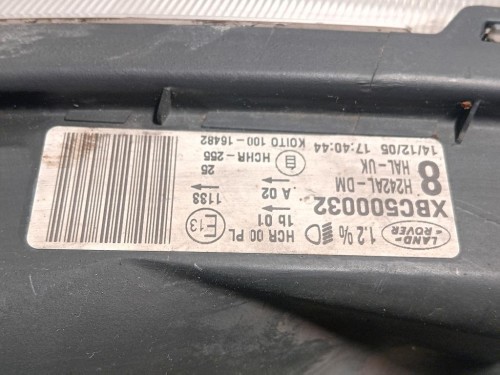 LAND-
ROVER
XBC500032
H242AL-DM
8
HAL-UK
14/12/05 17:40:44
1.2%
HCR 00 PL
1b 01
A 02
E13
1188
25
HCHR-255
KOITO 100-16482